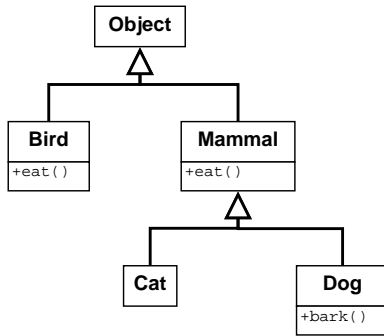 Object
Bird
+eat()
Mammal
+eat()
Cat
Dog
+bark()